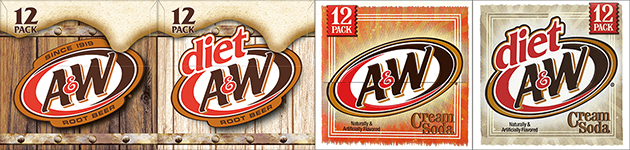 12
PACK
SINCE 1919
A&W
ROOT BEER
12
PACK
diet
A&W
ROOT BEER
12
PACK
A&W
Cream
Soda
Naturally &
Artificially Flavored
12
PACK
diet
A&W
Cream
Soda
Naturally &
Artificially Flavored